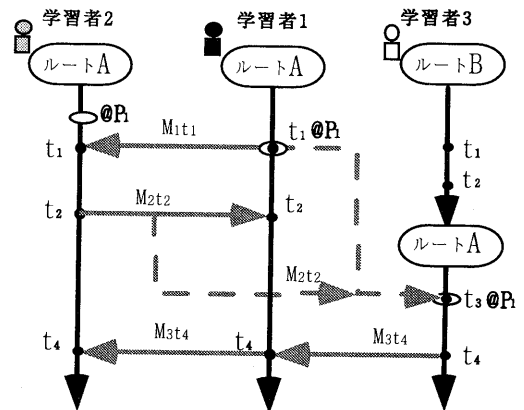 学習者2
学習者1
学習者3
ルートA
ルートA
ルートB
@P₁
M₁t₁
t₁
t₁ @P₁
t₁
t₂
M₂t₂
t₂
t₂
ルートA
M₂t₂
t₃ @P₁
t₄
M₃t₄
t₄
M₃t₄
t₄